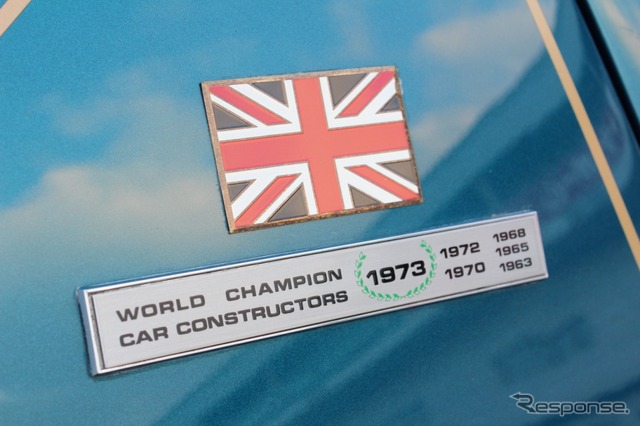 WORLD CHAMPION
CAR CONSTRUCTORS
1973
1972
1970
1968
1965
1963
Response.